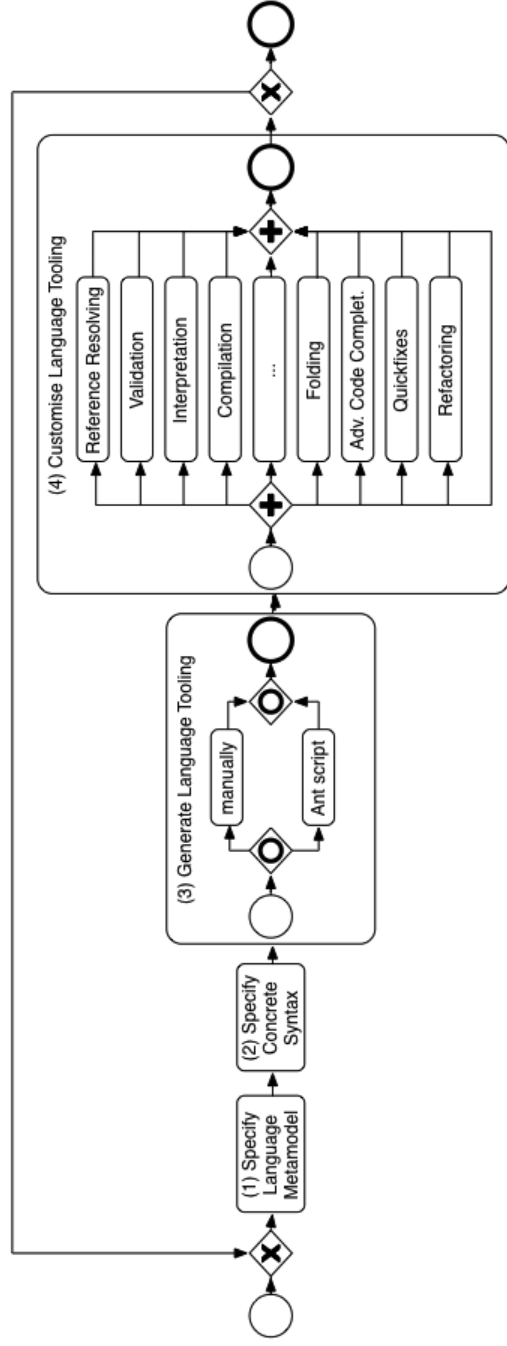 (1) Specify
Language
Metamodel
(2) Specify
Concrete
Syntax
(3) Generate Language Tooling
manually
Ant script
(4) Customise Language Tooling
Reference Resolving
Validation
Interpretation
Compilation
...
Folding
Adv. Code Complet.
Quickfixes
Refactoring